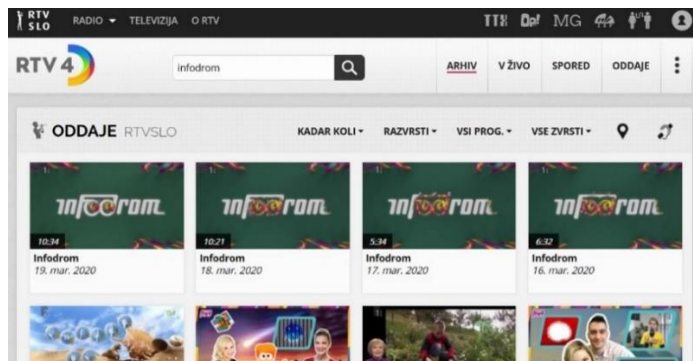 RTV SLO RADIO TELEVIZIJA O RTV TTX MG
RTV 4 infodrom ARHIV V ŽIVO SPORED ODDAJE
ODDAJE RTVSLO KADAR KOLI RAZVRSTI VSI PROG. VSE ZVRSTI
infodrom infodrom infodrom infodrom
10:34 10:21 5:34 6:32
Infodrom Infodrom Infodrom Infodrom
19. mar. 2020 18. mar. 2020 17. mar. 2020 16. mar. 2020